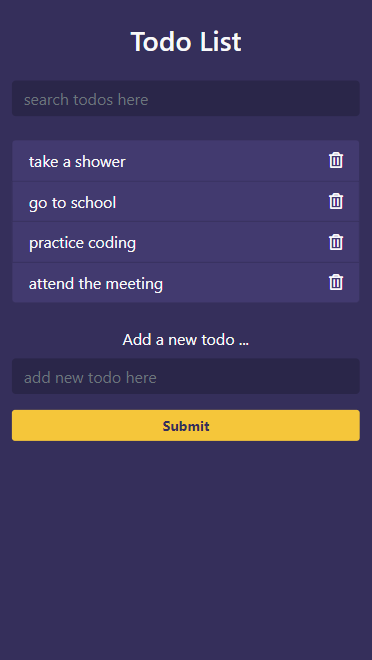 Todo List
search todos here
take a shower
go to school
practice coding
attend the meeting
Add a new todo ...
add new todo here
Submit